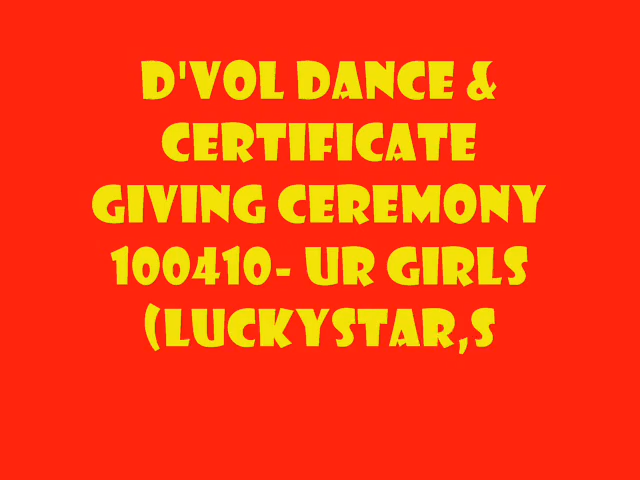 D'VOL DANCE &
CERTIFICATE
GIVING CEREMONY
100410- UR GIRLS
(LUCKYSTAR,S